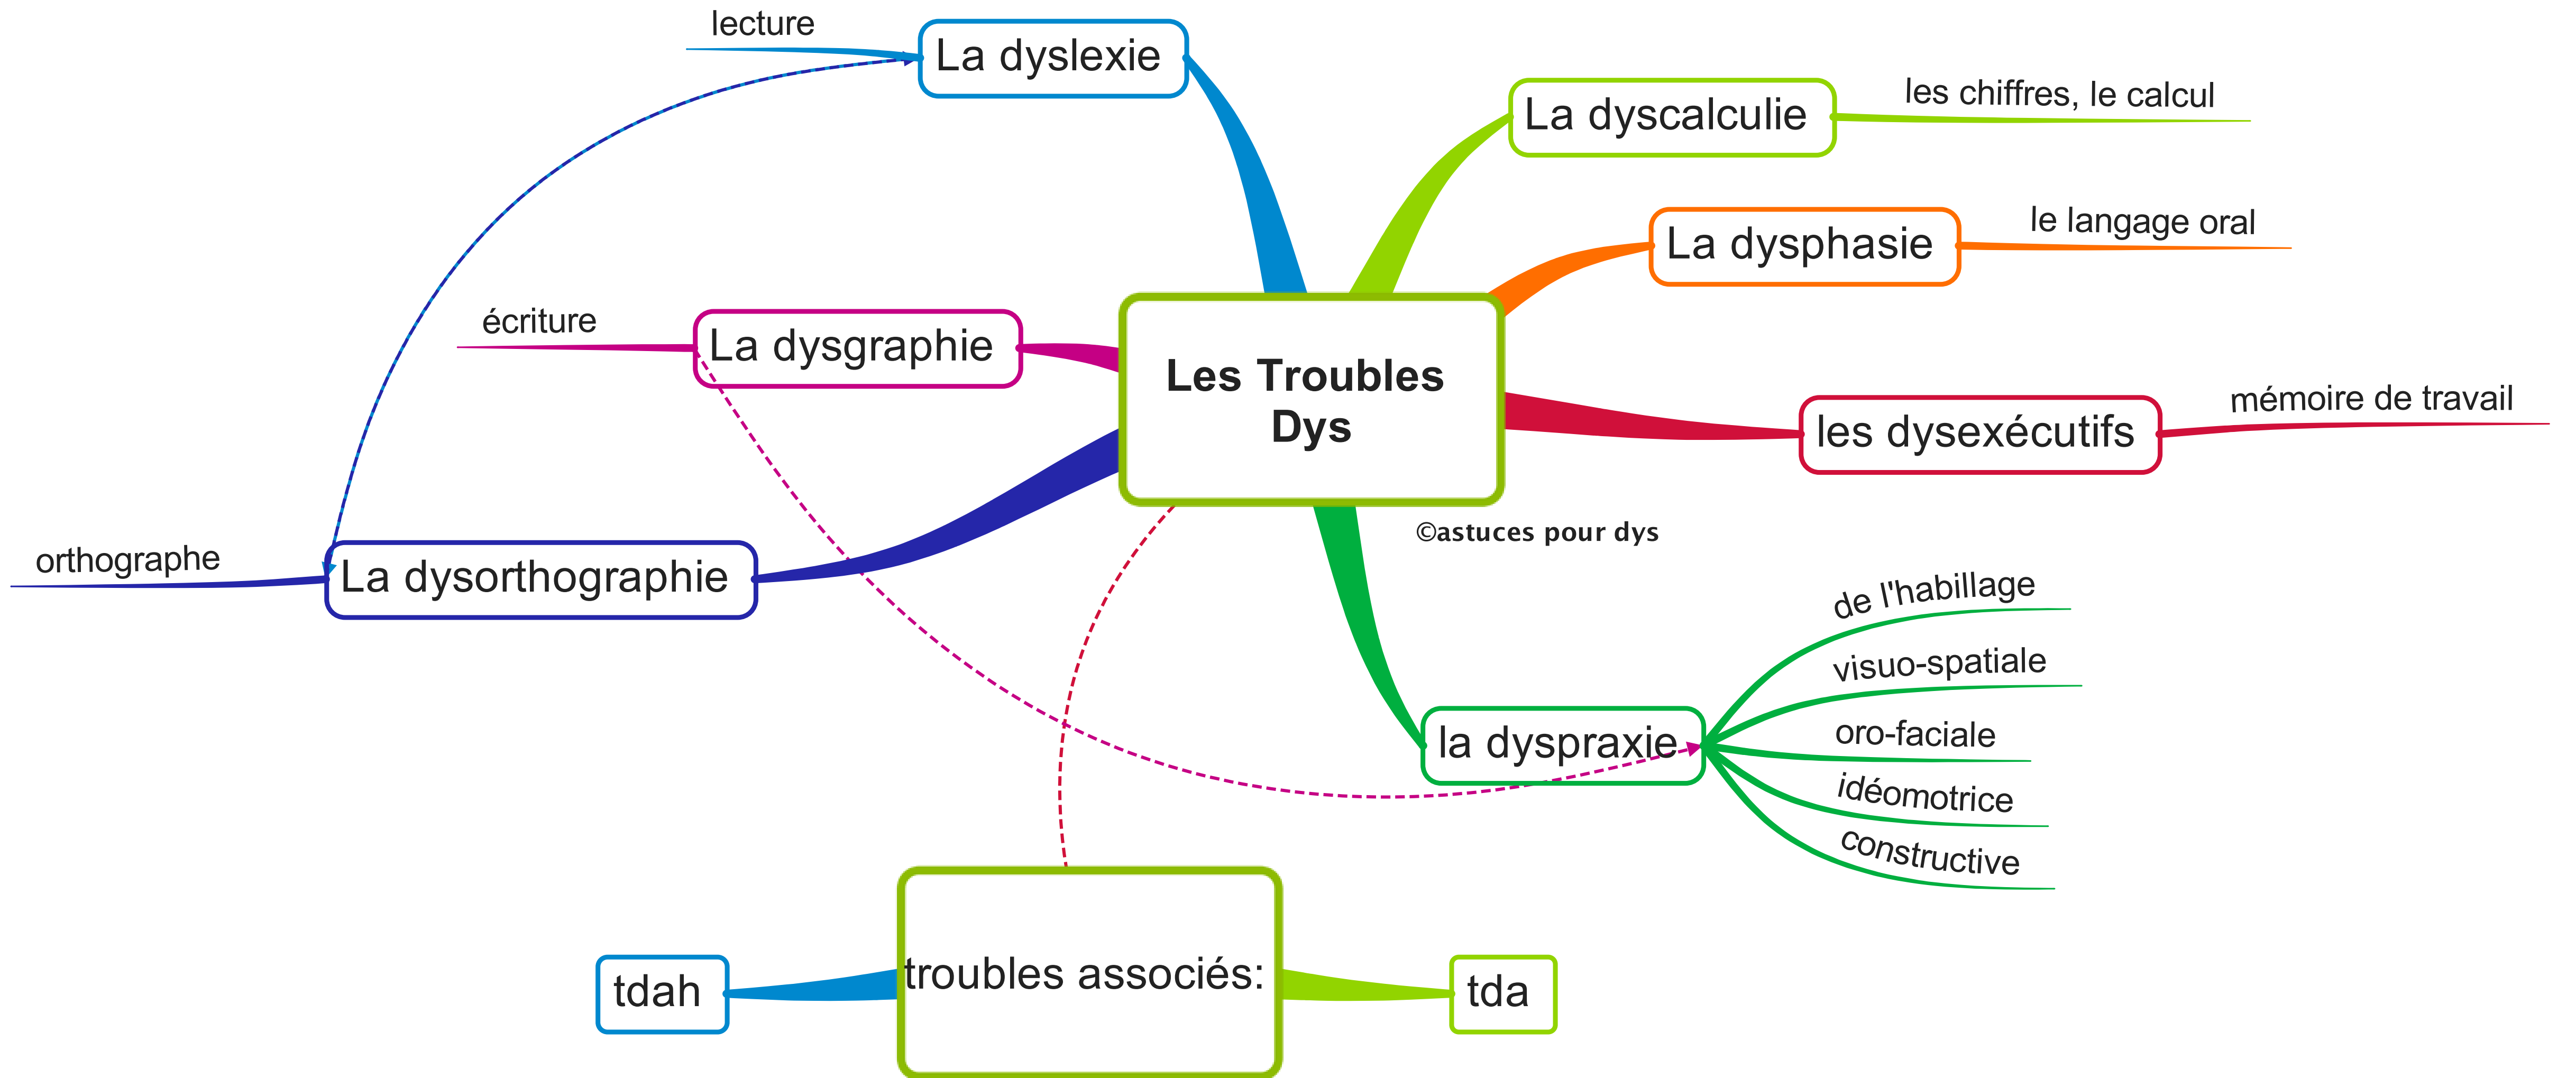 lecture
La dyslexie
La dyscalculie
les chiffres, le calcul
La dysphasie
le langage oral
écriture
La dysgraphie
Les Troubles
Dys
les dysexécutifs
mémoire de travail
©astuces pour dys
orthographe
La dysorthographie
la dyspraxie
de l'habillage
visuo-spatiale
oro-faciale
idéomotrice
constructive
troubles associés:
tdah
tda